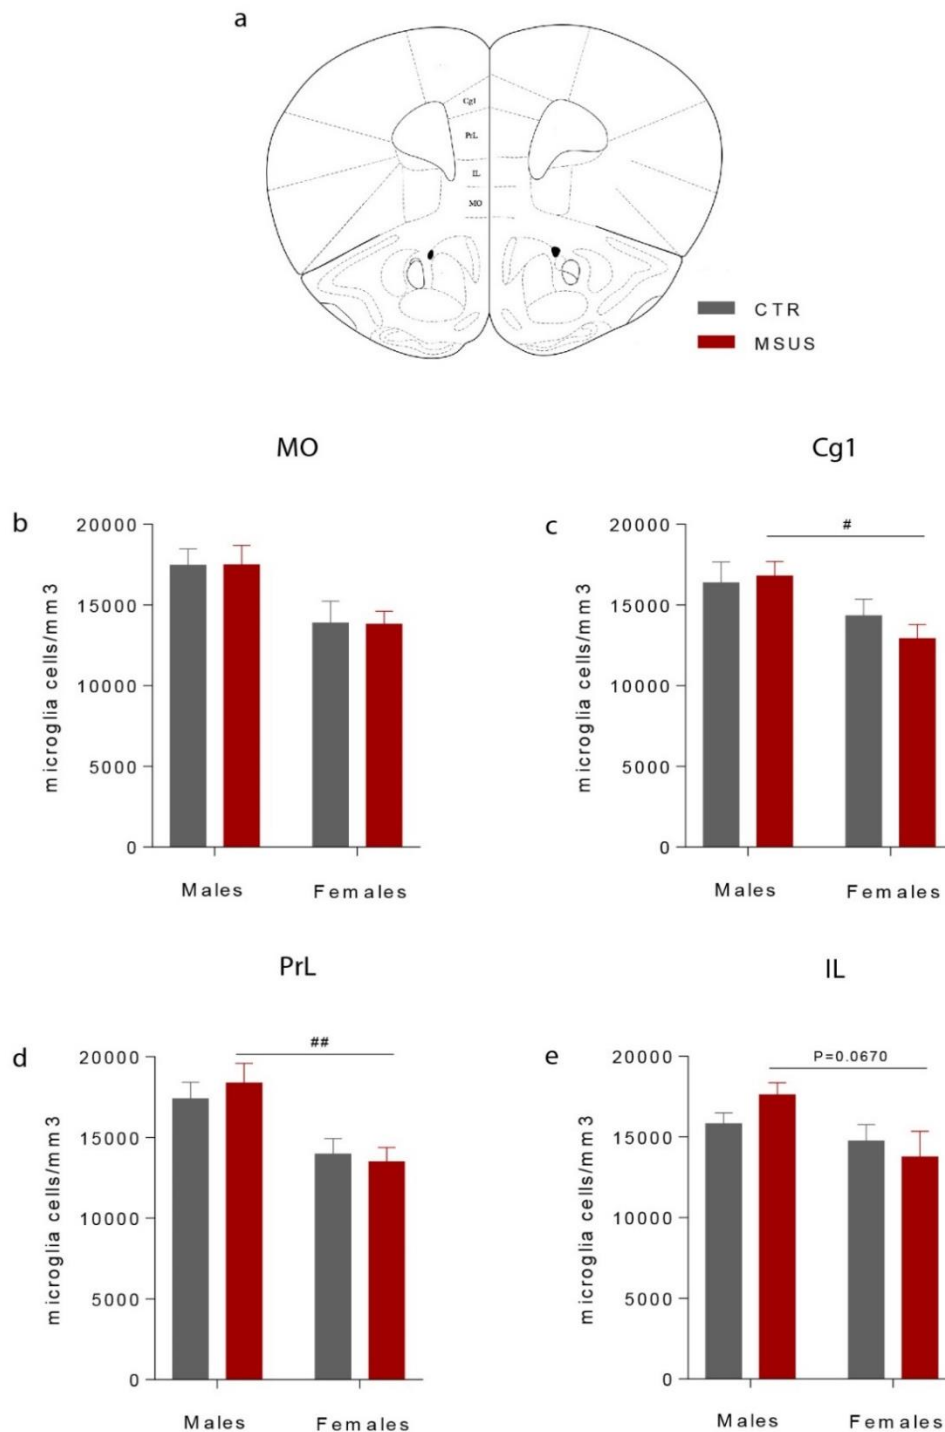 a
Cg1
PrL
IL
MO
CTR
MSUS
MO
Cg1
b
20000
15000
10000
5000
0
microglia cells/mm3
Males Females
c
20000
15000
10000
5000
0
microglia cells/mm3
#
Males Females
PrL
IL
d
20000
15000
10000
5000
0
microglia cells/mm3
##
Males Females
e
20000
15000
10000
5000
0
microglia cells/mm3
P=0.0670
Males Females